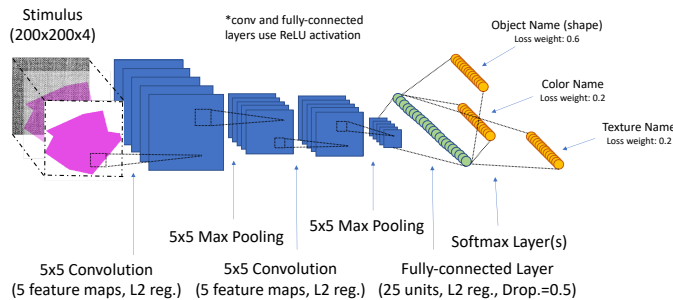 Stimulus
(200x200x4)
*conv and fully-connected
layers use ReLU activation
Object Name (shape)
Loss weight: 0.6
Color Name
Loss weight: 0.2
Texture Name
Loss weight: 0.2
5x5 Max Pooling
5x5 Max Pooling
Softmax Layer(s)
5x5 Convolution
(5 feature maps, L2 reg.)
5x5 Convolution
(5 feature maps, L2 reg.)
Fully-connected Layer
(25 units, L2 reg., Drop.=0.5)